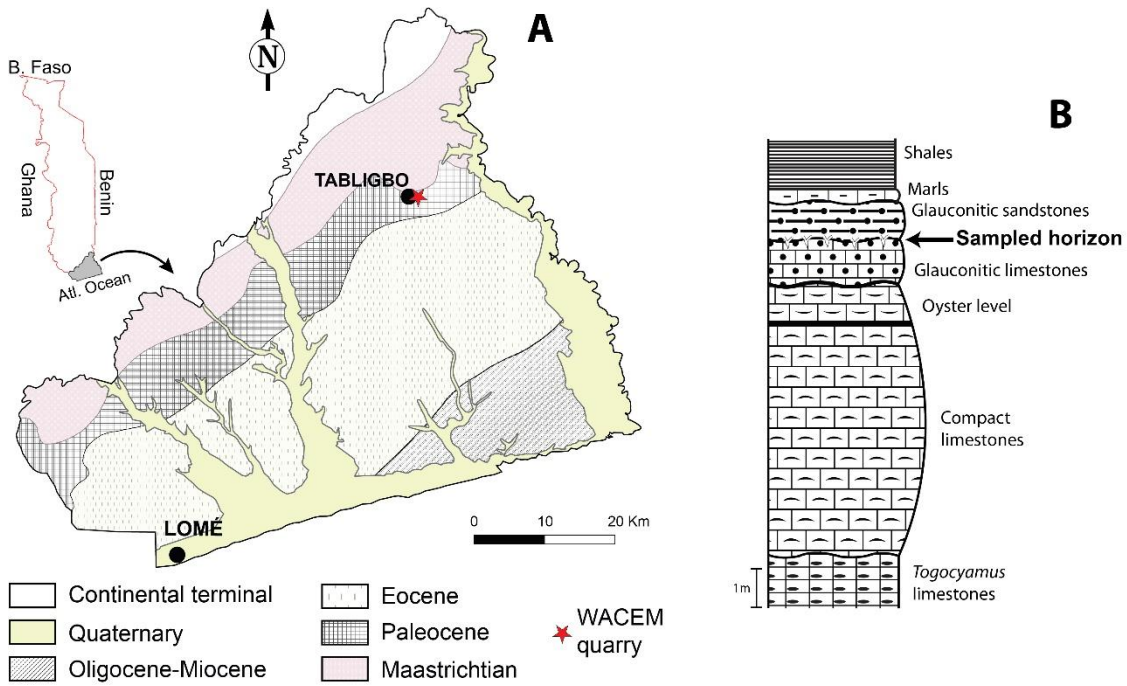 A
N
B. Faso
Ghana
Benin
Atl. Ocean
TABLIGBO
LOMÉ
0 10 20 Km
Continental terminal
Quaternary
Oligocene-Miocene
Eocene
Paleocene
Maastrichtian
WACEM
quarry
B
Shales
Marls
Glauconitic sandstones
Sampled horizon
Glauconitic limestones
Oyster level
Compact
limestones
Togocyamus
limestones
1m